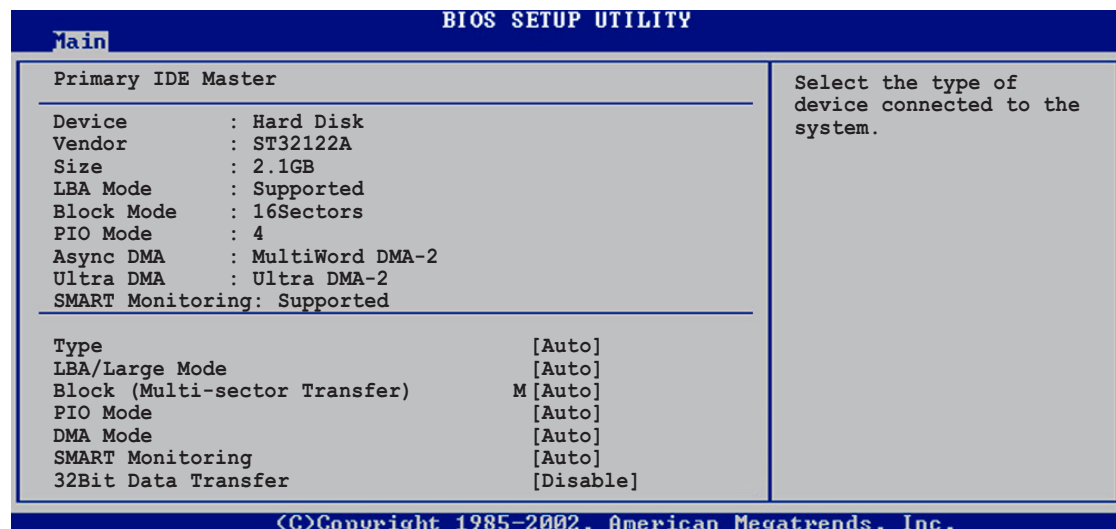 BIOS SETUP UTILITY
Main
Primary IDE Master
Device : Hard Disk
Vendor : ST32122A
Size : 2.1GB
LBA Mode : Supported
Block Mode : 16Sectors
PIO Mode : 4
Async DMA : MultiWord DMA-2
Ultra DMA : Ultra DMA-2
SMART Monitoring: Supported
Type [Auto]
LBA/Large Mode [Auto]
Block (Multi-sector Transfer) M [Auto]
PIO Mode [Auto]
DMA Mode [Auto]
SMART Monitoring [Auto]
32Bit Data Transfer [Disable]
Select the type of
device connected to the
system.
(C)Copyright 1985-2002, American Megatrends, Inc.